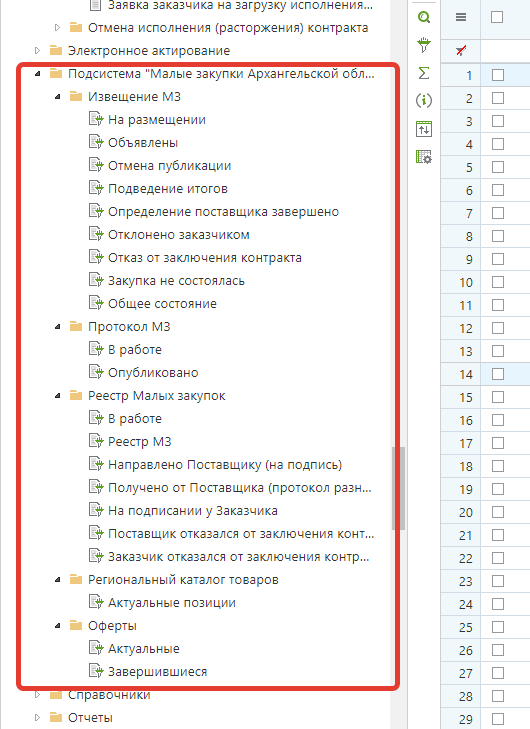 Заявка заказчика на загрузку исполнения...
Отмена исполнения (расторжения) контракта
Электронное актирование
Подсистема "Малые закупки Архангельской обл...
Извещение МЗ
На размещении
Объявлены
Отмена публикации
Подведение итогов
Определение поставщика завершено
Отклонено заказчиком
Отказ от заключения контракта
Закупка не состоялась
Общее состояние
Протокол МЗ
В работе
Опубликовано
Реестр Малых закупок
В работе
Реестр МЗ
Направлено Поставщику (на подпись)
Получено от Поставщика (протокол разн...
На подписании у Заказчика
Поставщик отказался от заключения конт...
Заказчик отказался от заключения контр...
Региональный каталог товаров
Актуальные позиции
Оферты
Актуальные
Завершившиеся
Справочники
Отчеты
1
2
3
4
5
6
7
8
9
10
11
12
13
14
15
16
17
18
19
20
21
22
23
24
25
26
27
28
29